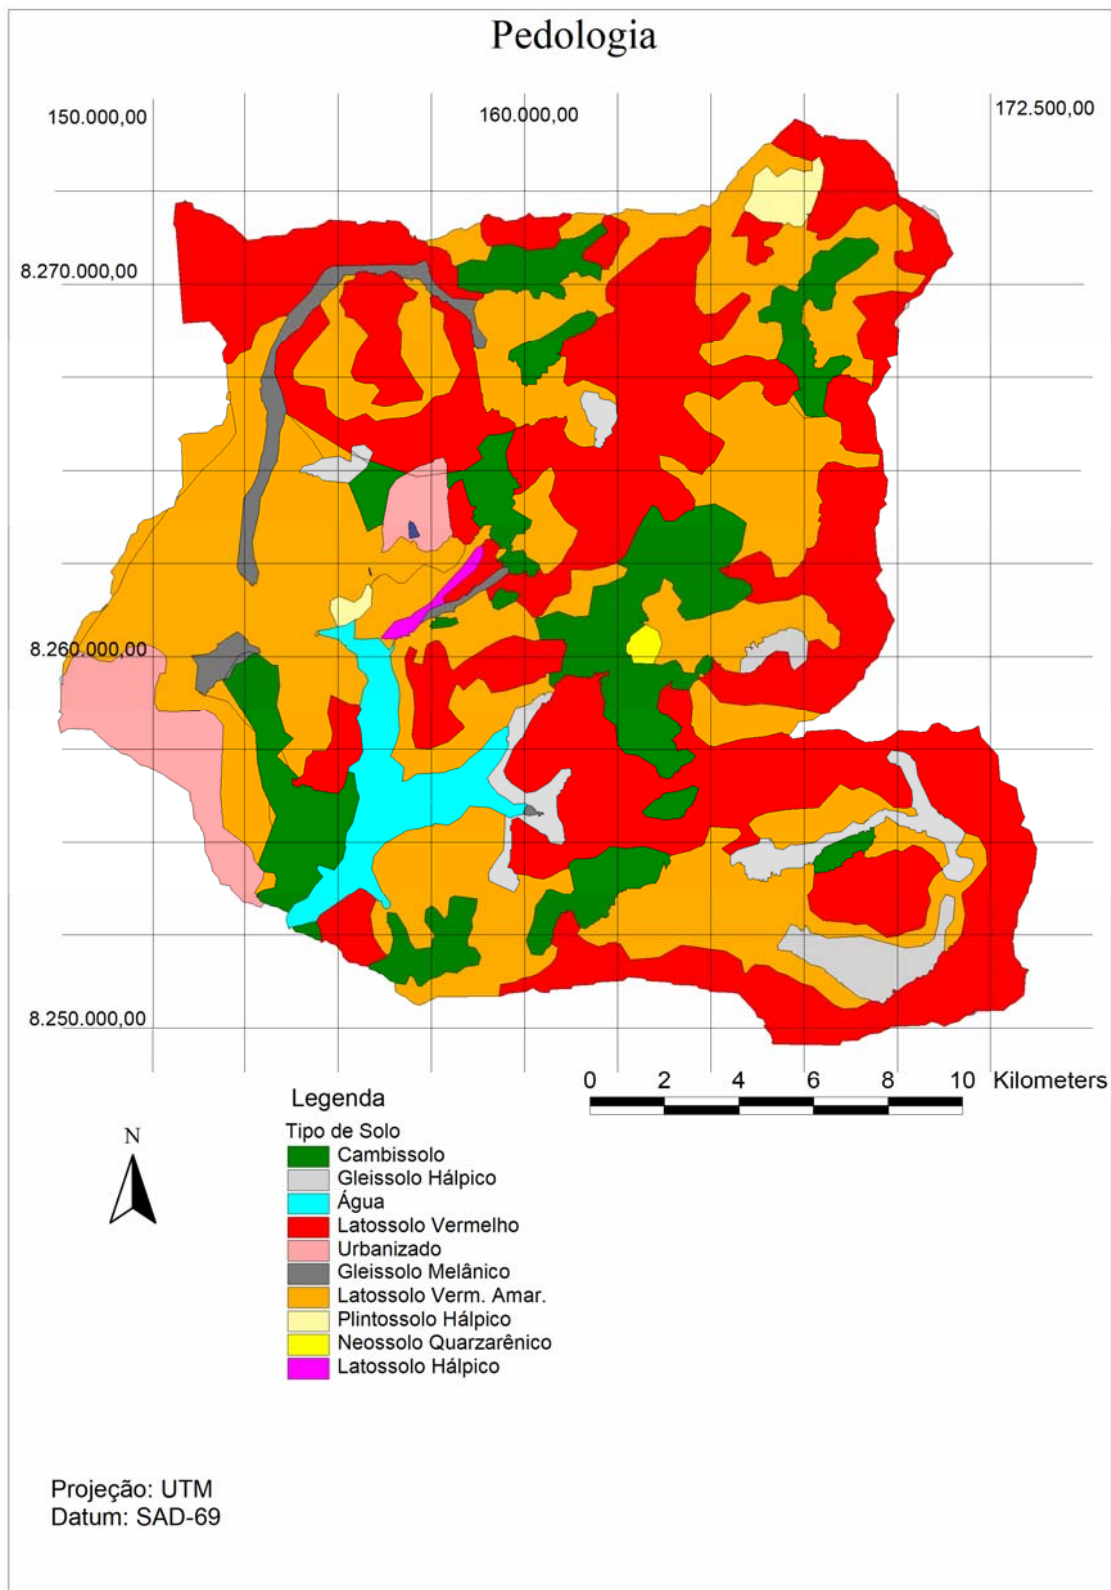 Pedologia
150.000,00
160.000,00
172.500,00
8.270.000,00
8.260.000,00
8.250.000,00
0 2 4 6 8 10 Kilometers
Legenda
Tipo de Solo
N
Cambissolo
Gleissolo Hálpico
Água
Latossolo Vermelho
Urbanizado
Gleissolo Melânico
Latossolo Verm. Amar.
Plintossolo Hálpico
Neossolo Quarzarênico
Latossolo Hálpico
Projeção: UTM
Datum: SAD-69